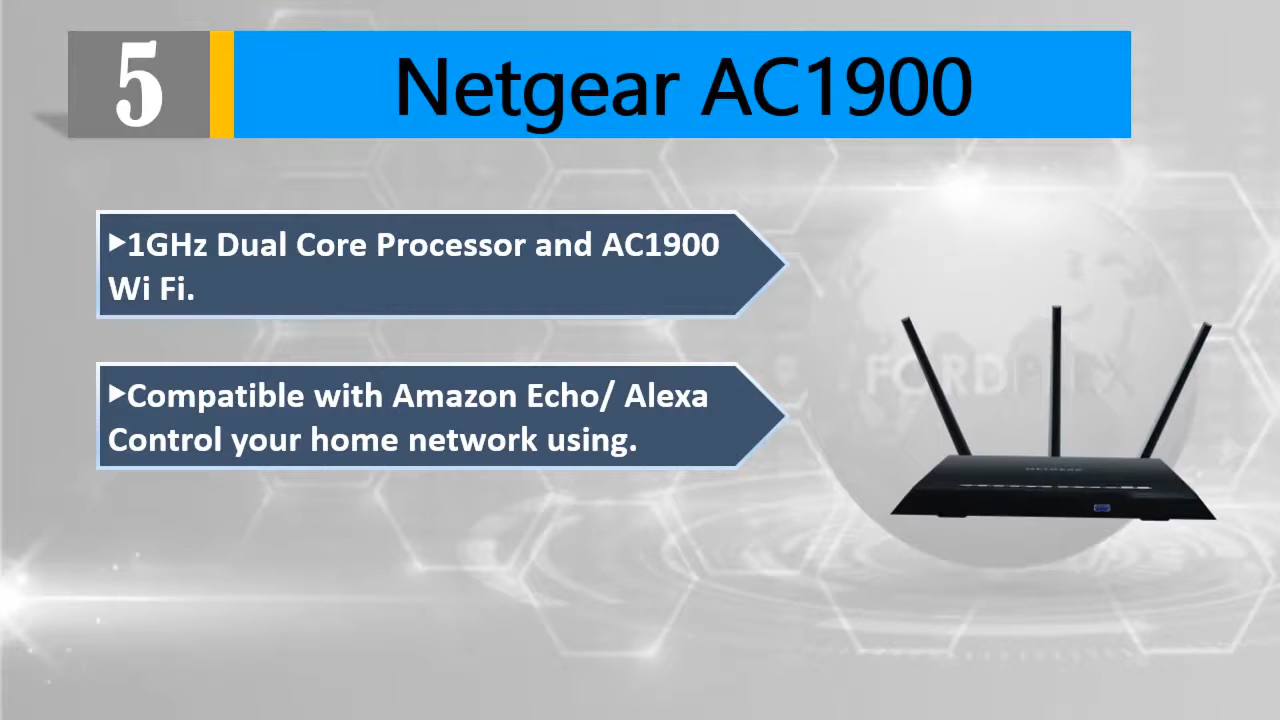 5
Netgear AC1900
▶1GHz Dual Core Processor and AC1900
Wi Fi.
▶Compatible with Amazon Echo/ Alexa
Control your home network using.
NETGEAR